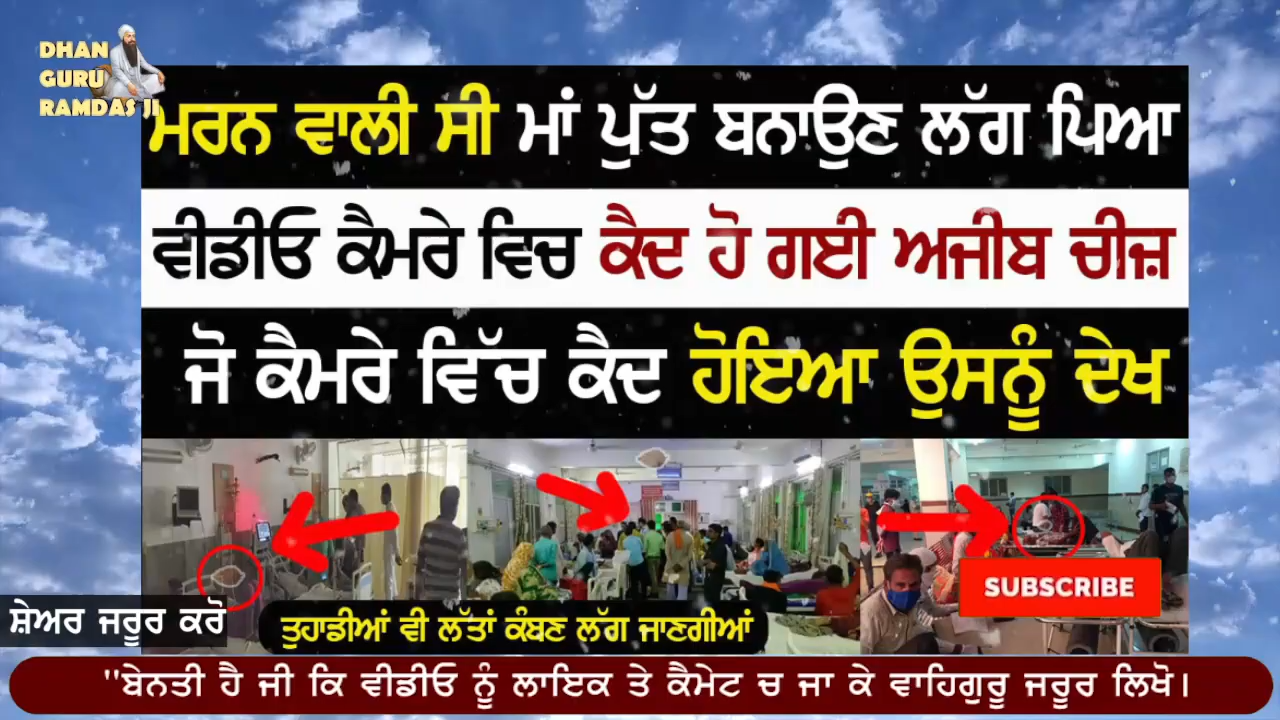 DHAN
GURU
RAMDAS JI
ਮਰਨ ਵਾਲੀ ਸੀ ਮਾਂ ਪੁੱਤ ਬਨਾਉਣ ਲੱਗ ਪਿਆ
ਵੀਡੀਓ ਕੈਮਰੇ ਵਿਚ ਕੈਦ ਹੋ ਗਈ ਅਜੀਬ ਚੀਜ਼
ਜੋ ਕੈਮਰੇ ਵਿੱਚ ਕੈਦ ਹੋਇਆ ਉਸਨੂੰ ਦੇਖ
SUBSCRIBE
ਸ਼ੇਅਰ ਜਰੂਰ ਕਰੋ
ਤੁਹਾਡੀਆਂ ਵੀ ਲੱਤਾਂ ਕੰਬਣ ਲੱਗ ਜਾਣਗੀਆਂ
"ਬੇਨਤੀ ਹੈ ਜੀ ਕਿ ਵੀਡੀਓ ਨੂੰ ਲਾਇਕ ਤੇ ਕੈਮੇਟ ਚ ਜਾ ਕੇ ਵਾਹਿਗੁਰੂ ਜਰੂਰ ਲਿਖੋ।